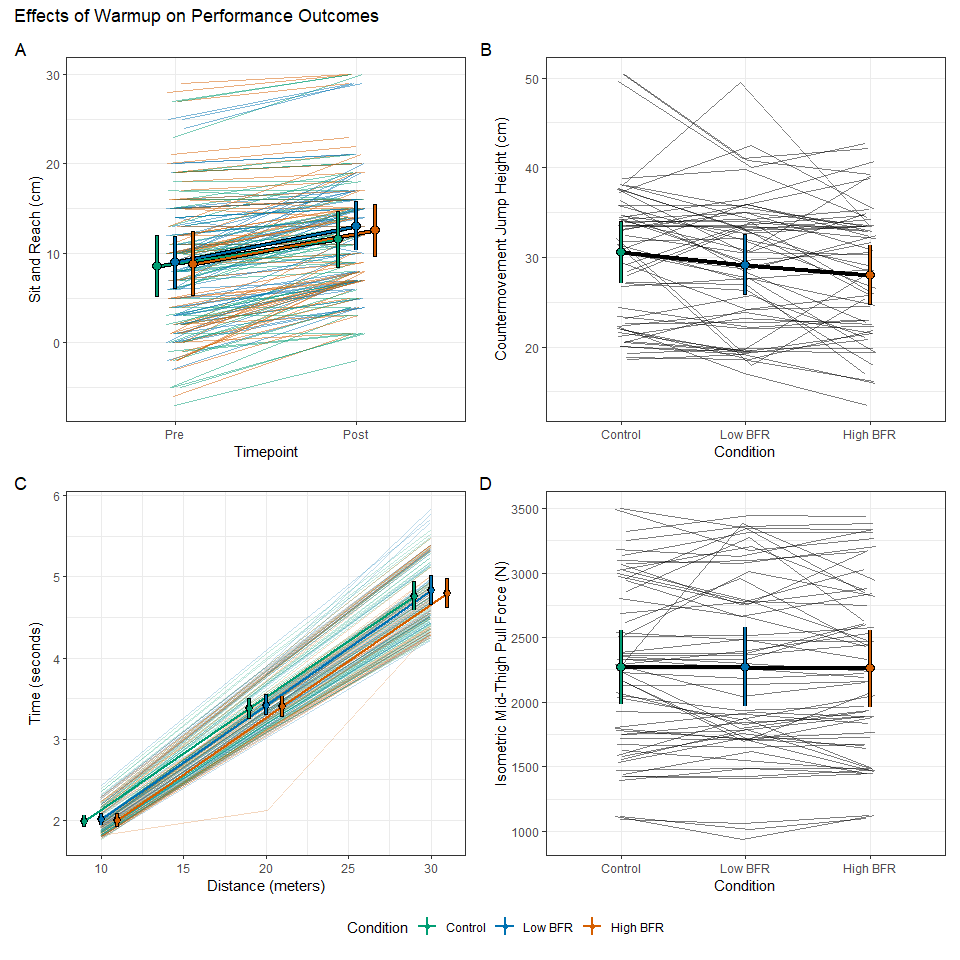 Effects of Warmup on Performance Outcomes
A
Sit and Reach (cm)
30
20
10
0
Pre
Post
Timepoint
B
Countermovement Jump Height (cm)
50
40
30
20
Control
Low BFR
High BFR
Condition
C
Time (seconds)
6
5
4
3
2
10
15
20
25
30
Distance (meters)
D
Isometric Mid-Thigh Pull Force (N)
3500
3000
2500
2000
1500
1000
Control
Low BFR
High BFR
Condition
Condition Control Low BFR High BFR